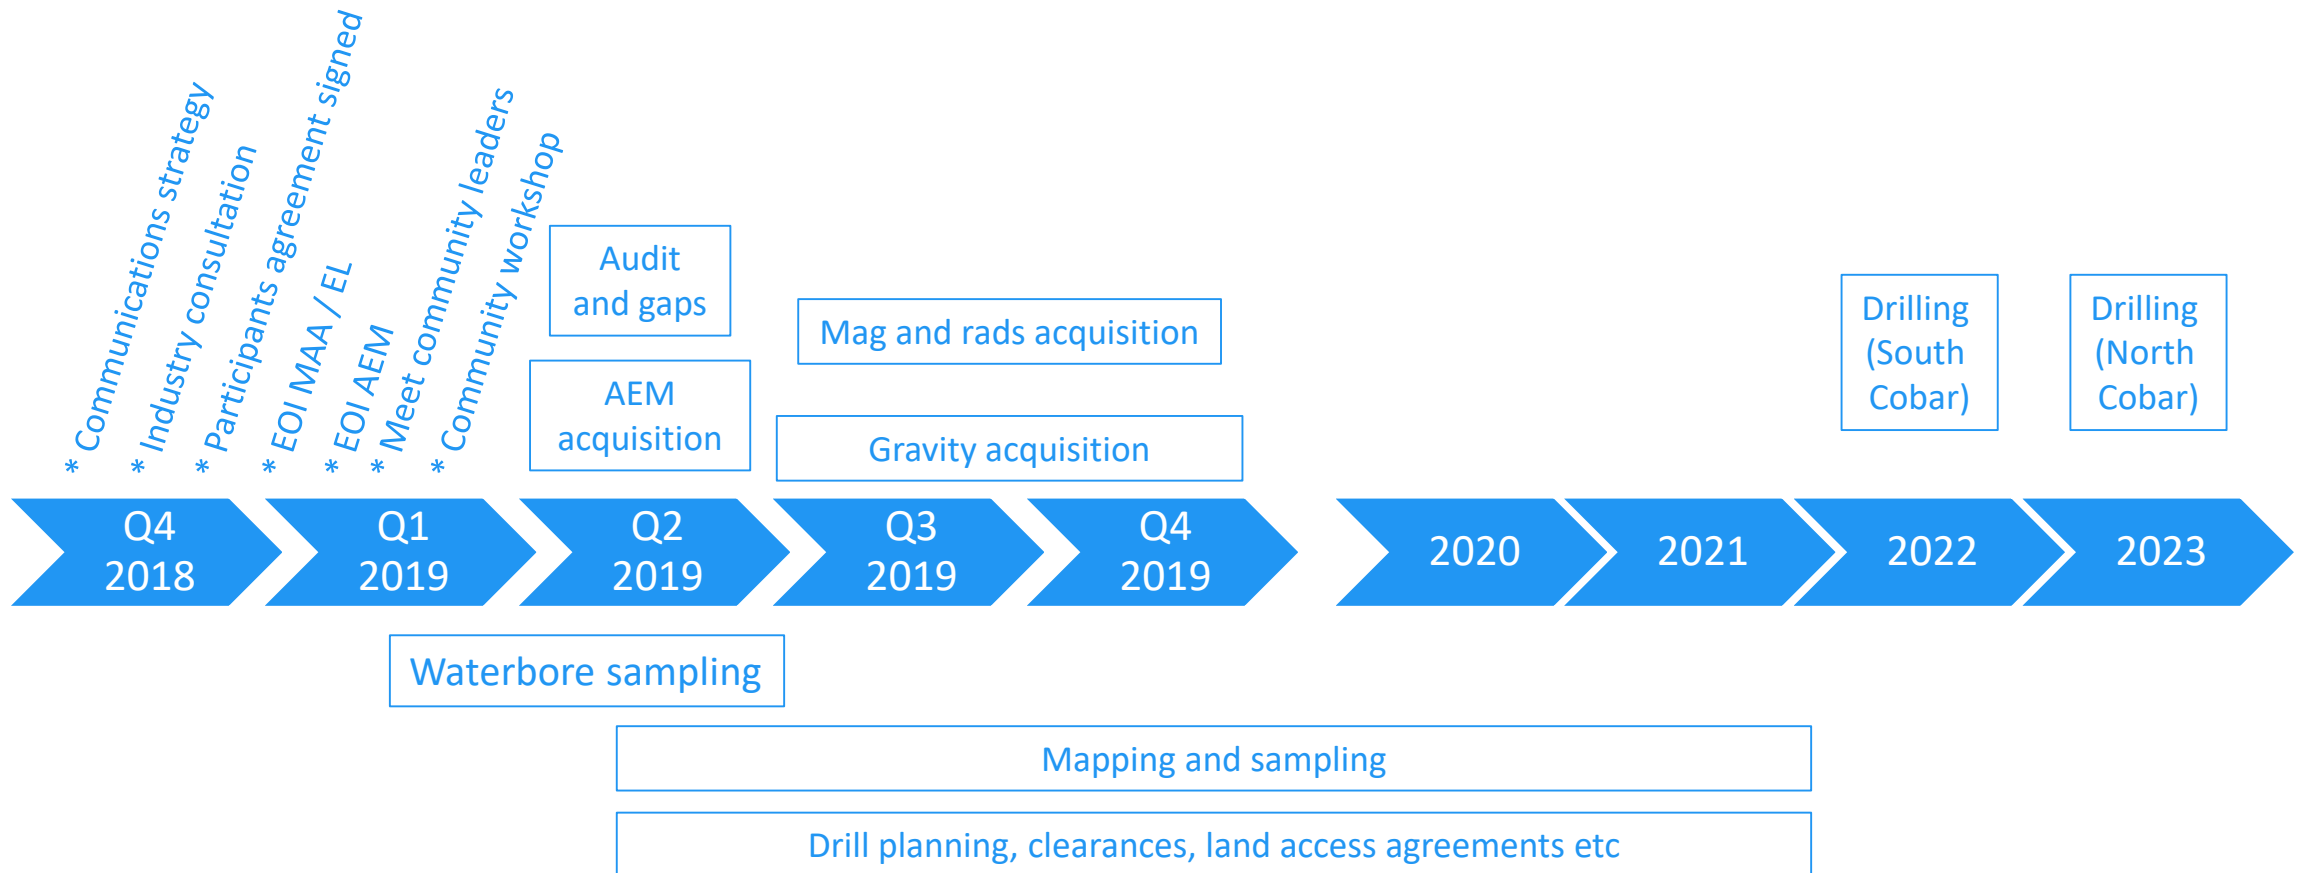 * Communications strategy
* Industry consultation
* Participants agreement signed
* EOI MAA / EL
* EOI AEM
* Meet community leaders
* Community workshop
Audit
and gaps
AEM
acquisition
Mag and rads acquisition
Gravity acquisition
Drilling
(South
Cobar)
Drilling
(North
Cobar)
Q4
2018
Q1
2019
Q2
2019
Q3
2019
Q4
2019
2020
2021
2022
2023
Waterbore sampling
Mapping and sampling
Drill planning, clearances, land access agreements etc